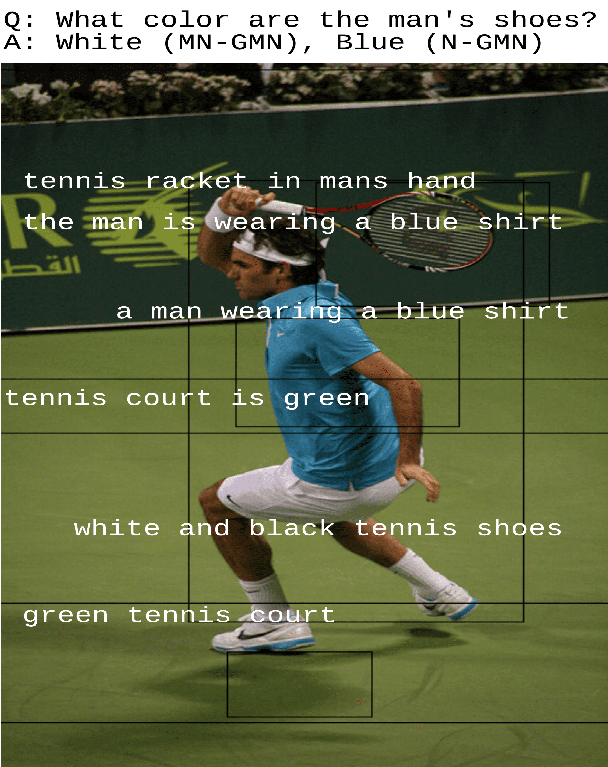 Q: What color are the man's shoes?
A: White (MN-GMN), Blue (N-GMN)
tennis racket in mans hand
the man is wearing a blue shirt
R
القط
a man wearing a blue shirt
tennis court is green
white and black tennis shoes
green tennis court